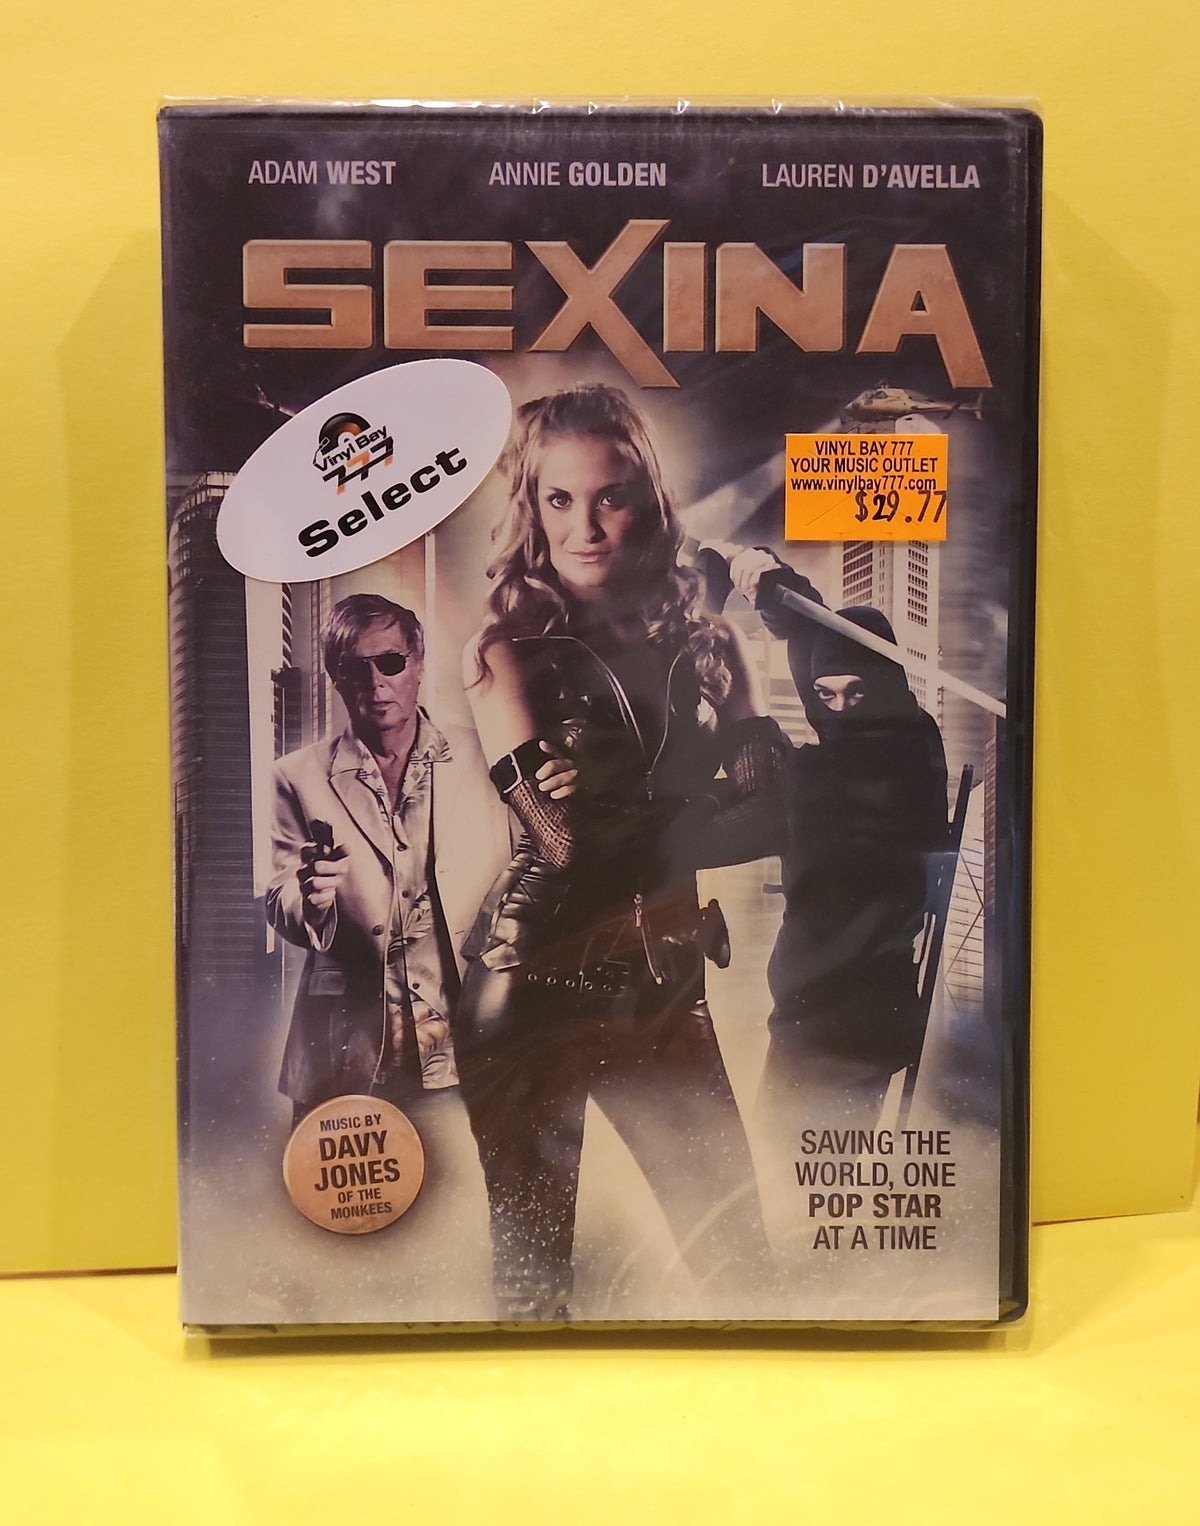 ADAM WEST ANNIE GOLDEN LAUREN D'AVELLA
SEXINA
Vinyl Bay
777
Select
VINYL BAY 777
YOUR MUSIC OUTLET
www.vinylbay777.com
$29.77
MUSIC BY
DAVY
JONES
OF THE
MONKEES
SAVING THE
WORLD, ONE
POP STAR
AT A TIME